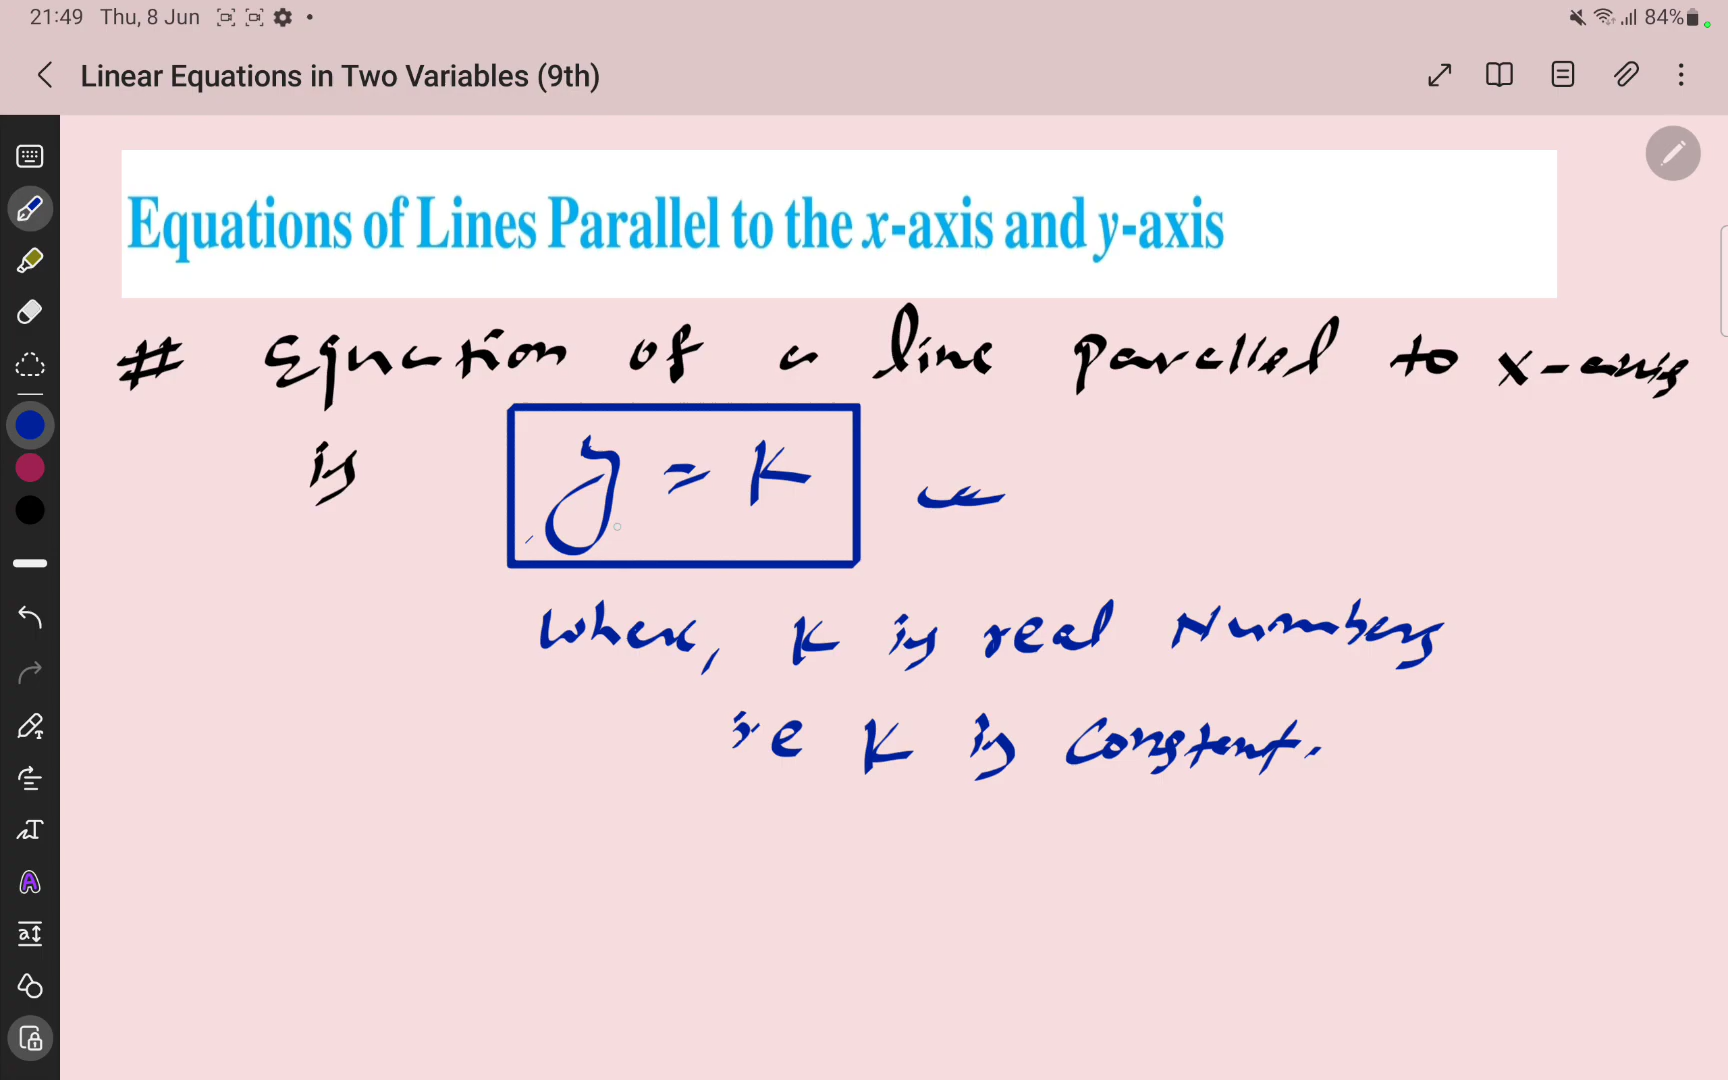 21:49 Thu, 8 Jun 84%
Linear Equations in Two Variables (9th)
Equations of Lines Parallel to the x-axis and y-axis
# Equation of a line parallel to x-axis
is y = K
Where, K is real Numbers
ie K is Constant.